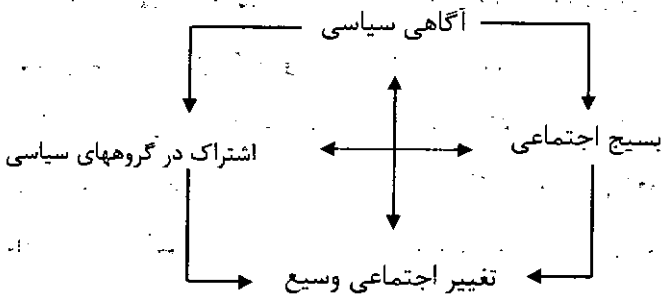 آگاهی سیاسی
بسیج اجتماعی
اشتراک در گروههای سیاسی
تغییر اجتماعی وسیع